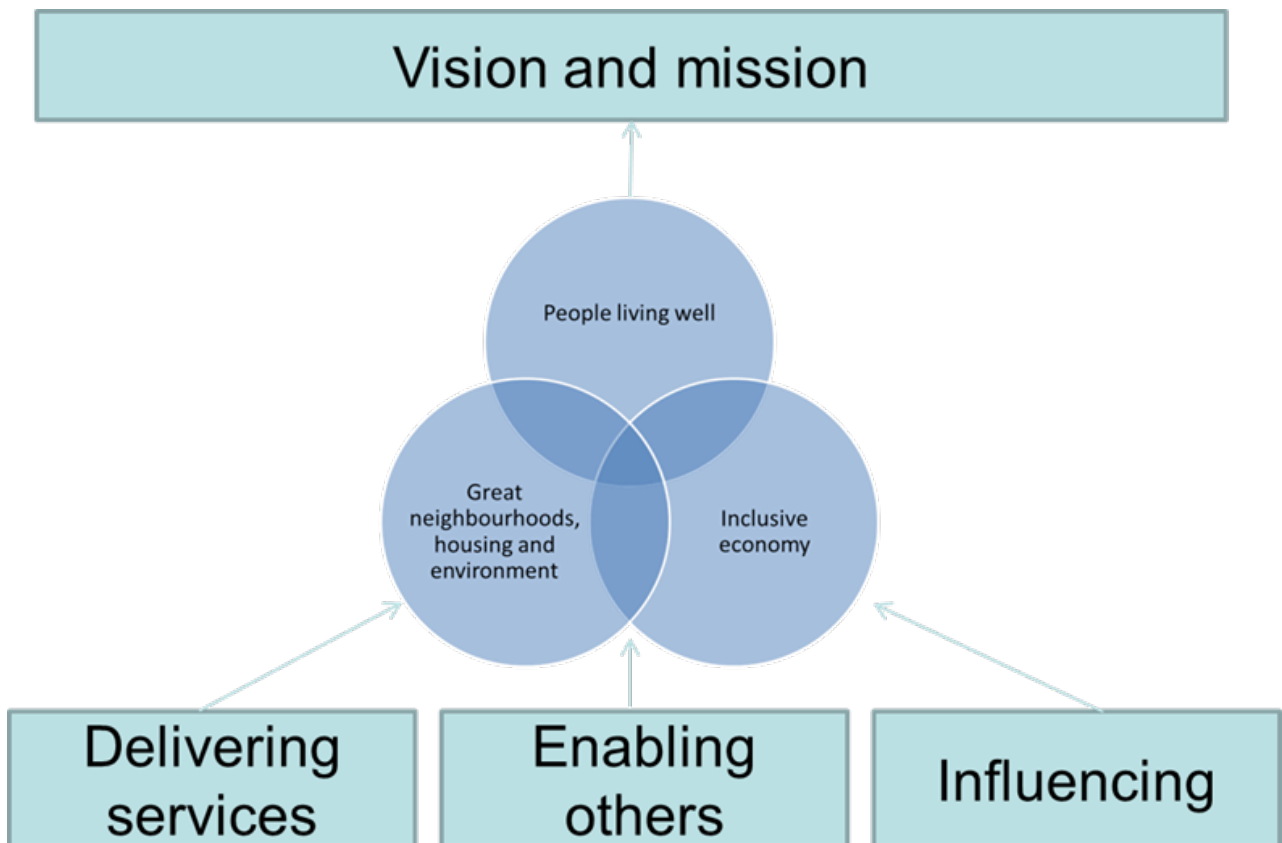 Vision and mission
People living well
Great
neighbourhoods,
housing and
environment
Inclusive
economy
Delivering
services
Enabling
others
Influencing